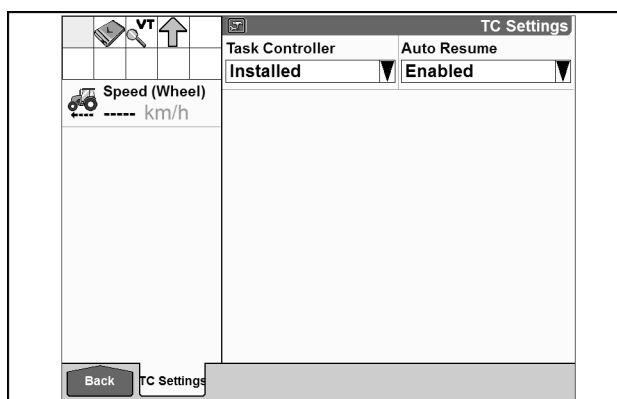 VT
L
TC Settings
Task Controller
Auto Resume
Installed
Enabled
Speed (Wheel)
----- km/h
Back
TC Settings